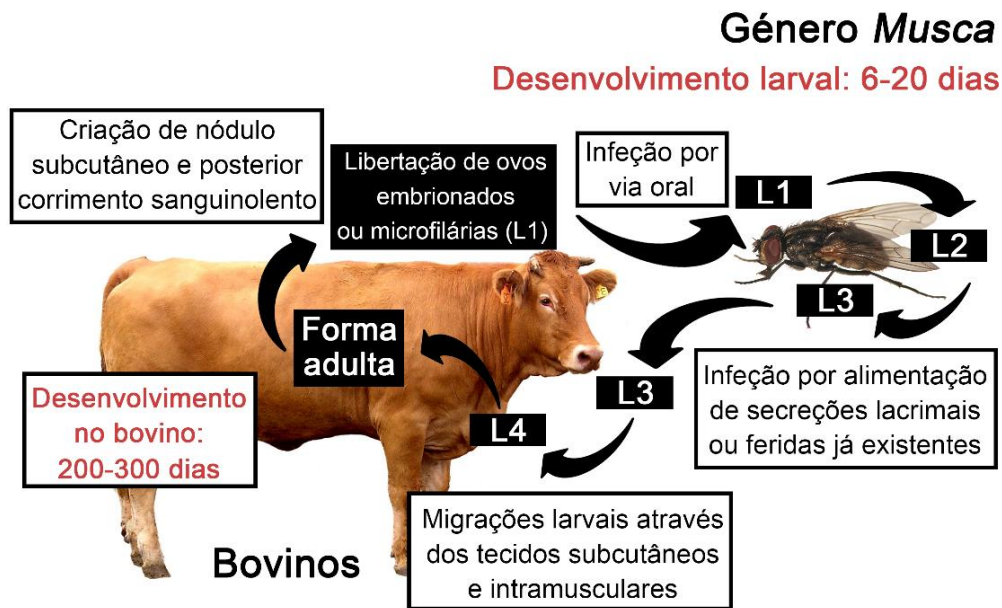 Género Musca
Desenvolvimento larval: 6-20 dias
Criação de nódulo
subcutâneo e posterior
corrimento sanguinolento
Libertação de ovos
embrionados
ou microfilárias (L1)
Infeção por
via oral
L1
L2
L3
Infeção por alimentação
de secreções lacrimais
ou feridas já existentes
L3
Migrações larvais através
dos tecidos subcutâneos
e intramusculares
L4
Forma
adulta
Desenvolvimento
no bovino:
200-300 dias
Bovinos